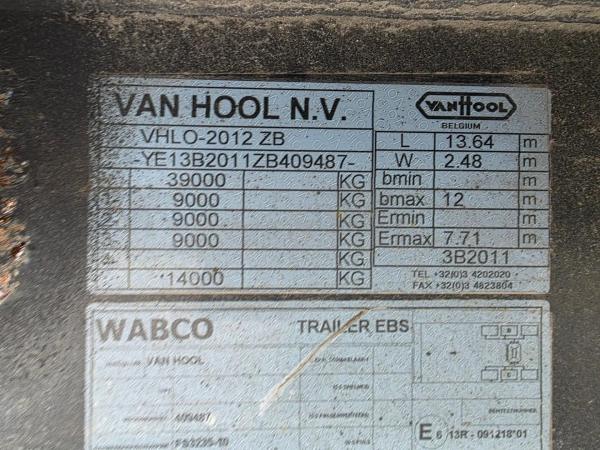 VAN HOOL N.V.
VANHOOL
BELGIUM
VHLO-2012 ZB
L 13.64 m
-YE13B2011ZB409487-
W 2.48 m
39000 KG
bmin m
9000 KG
bmax 12 m
9000 KG
Ermin m
9000 KG
Ermax 7.71 m
KG
3B2011
14000 KG
TEL +32(0)3 4202020
FAX +32(0)3 4823804
WABCO
TRAILER EBS
VAN HOOL
409487
FS3235-10
E 6 13R - 091218*01